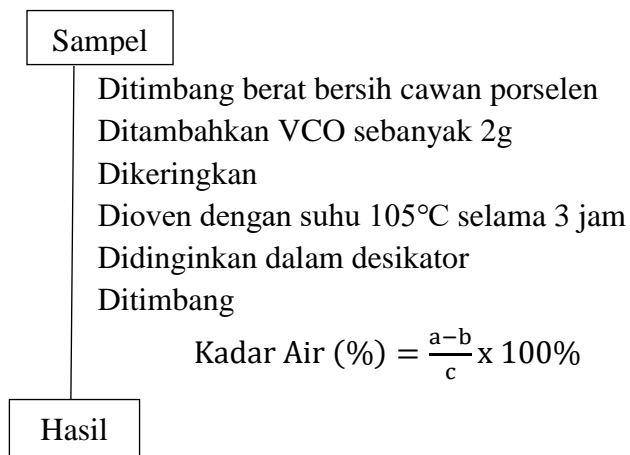 Sampel
Ditimbang berat bersih cawan porselen
Ditambahkan VCO sebanyak 2g
Dikeringkan
Dioven dengan suhu 105°C selama 3 jam
Didinginkan dalam desikator
Ditimbang
Kadar Air (%) = \frac{a−b}{c} x 100%
Hasil